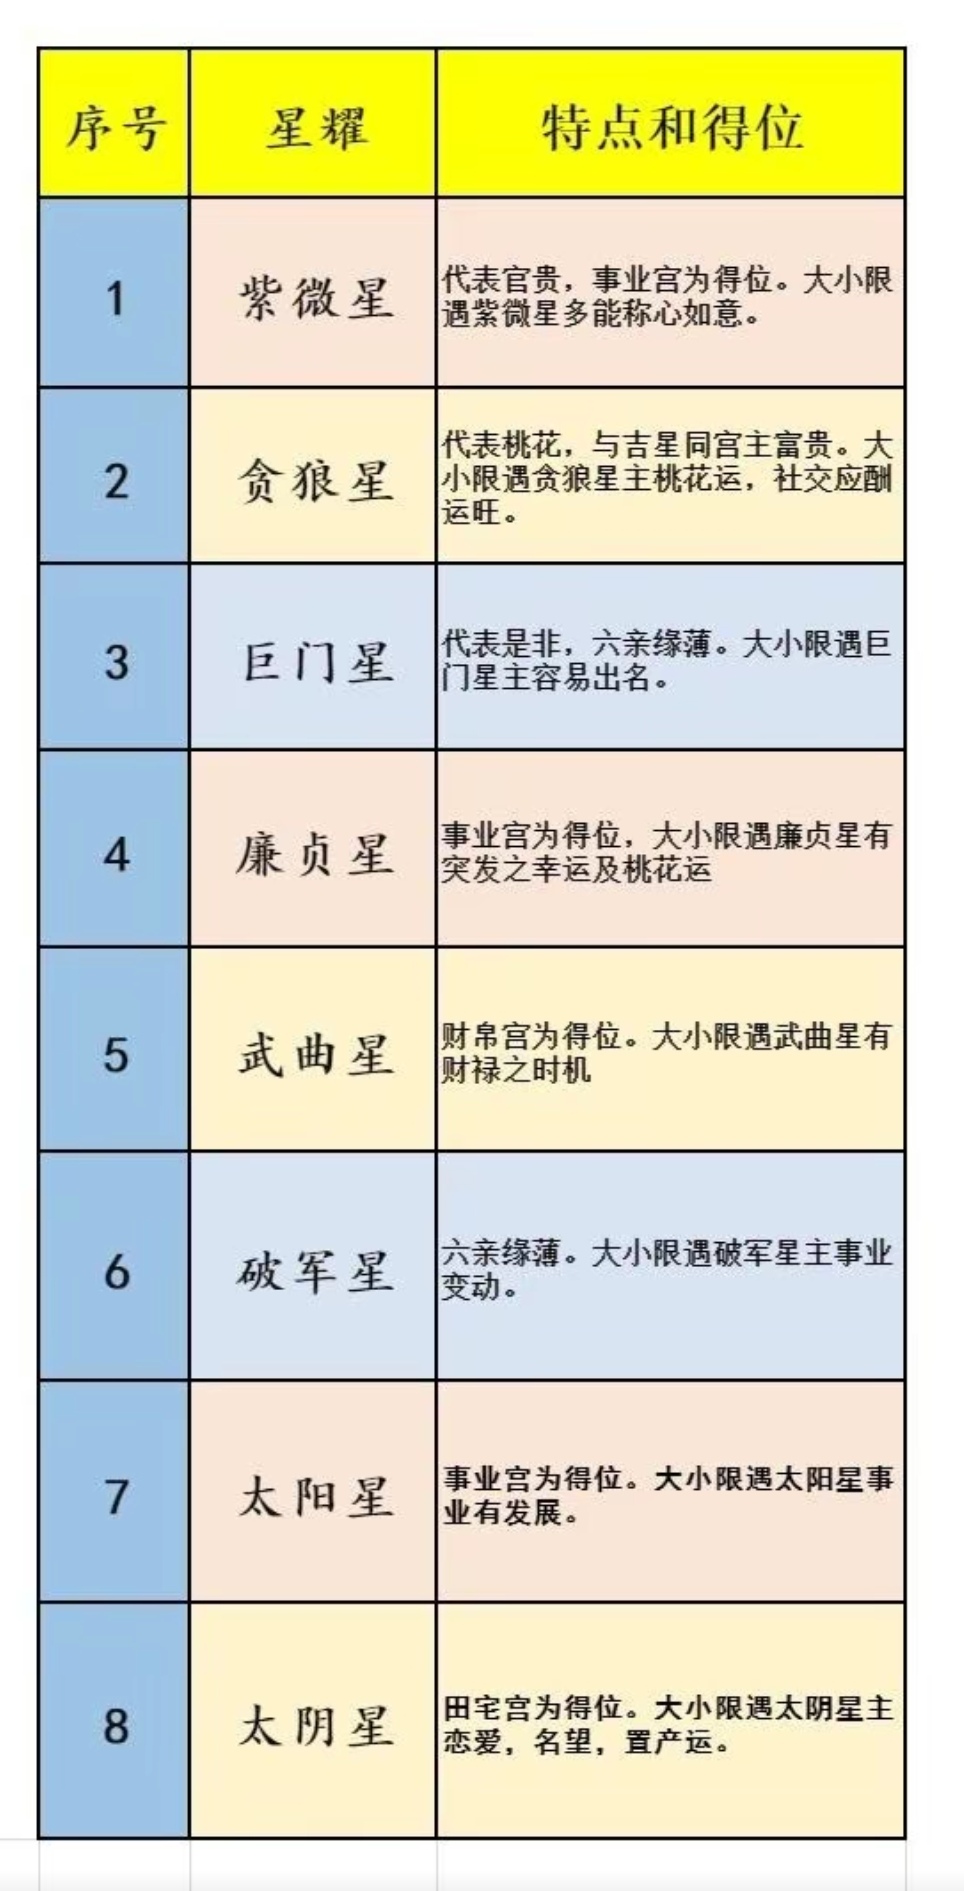 序号 星耀 特点和得位
1 紫微星 代表官贵，事业宫为得位。大小限
遇紫微星多能称心如意。
2 贪狼星 代表桃花，与吉星同宫主富贵。大
小限遇贪狼星主桃花运，社交应酬
运旺。
3 巨门星 代表是非，六亲缘薄。大小限遇巨
门星主容易出名。
4 廉贞星 事业宫为得位，大小限遇廉贞星有
突发之幸运及桃花运
5 武曲星 财帛宫为得位。大小限遇武曲星有
财禄之时机
6 破军星 六亲缘薄。大小限遇破军星主事业
变动。
7 太阳星 事业宫为得位。大小限遇太阳星事
业有发展。
8 太阴星 田宅宫为得位。大小限遇太阴星主
恋爱，名望，置产运。